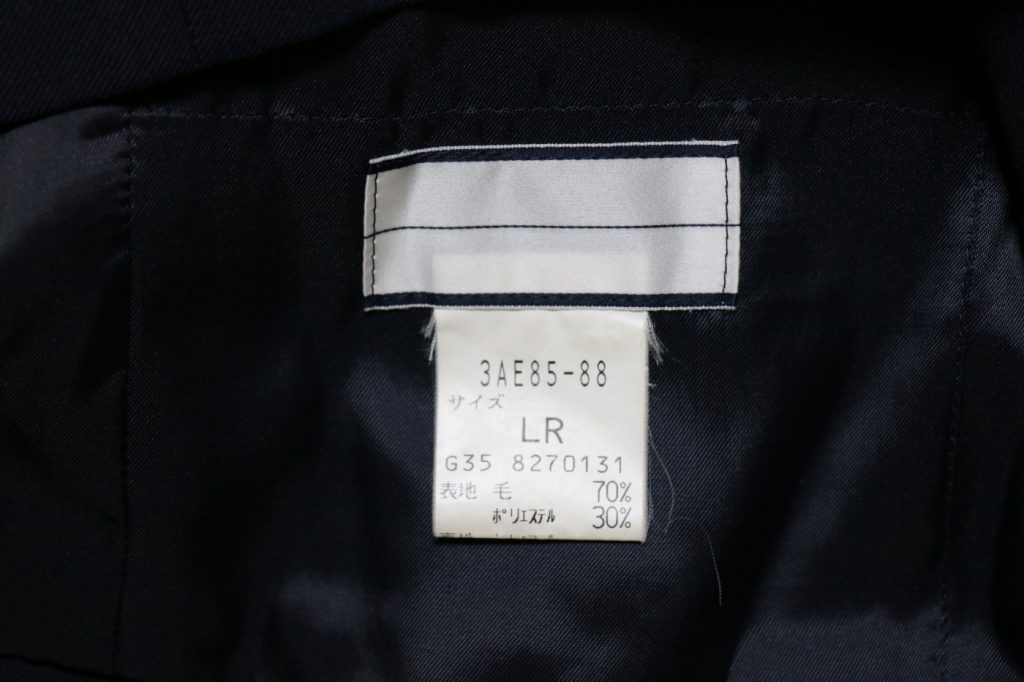 3AE85-88
サイズ
LR
G35 8270131
表地 毛 70%
ポリエステル 30%